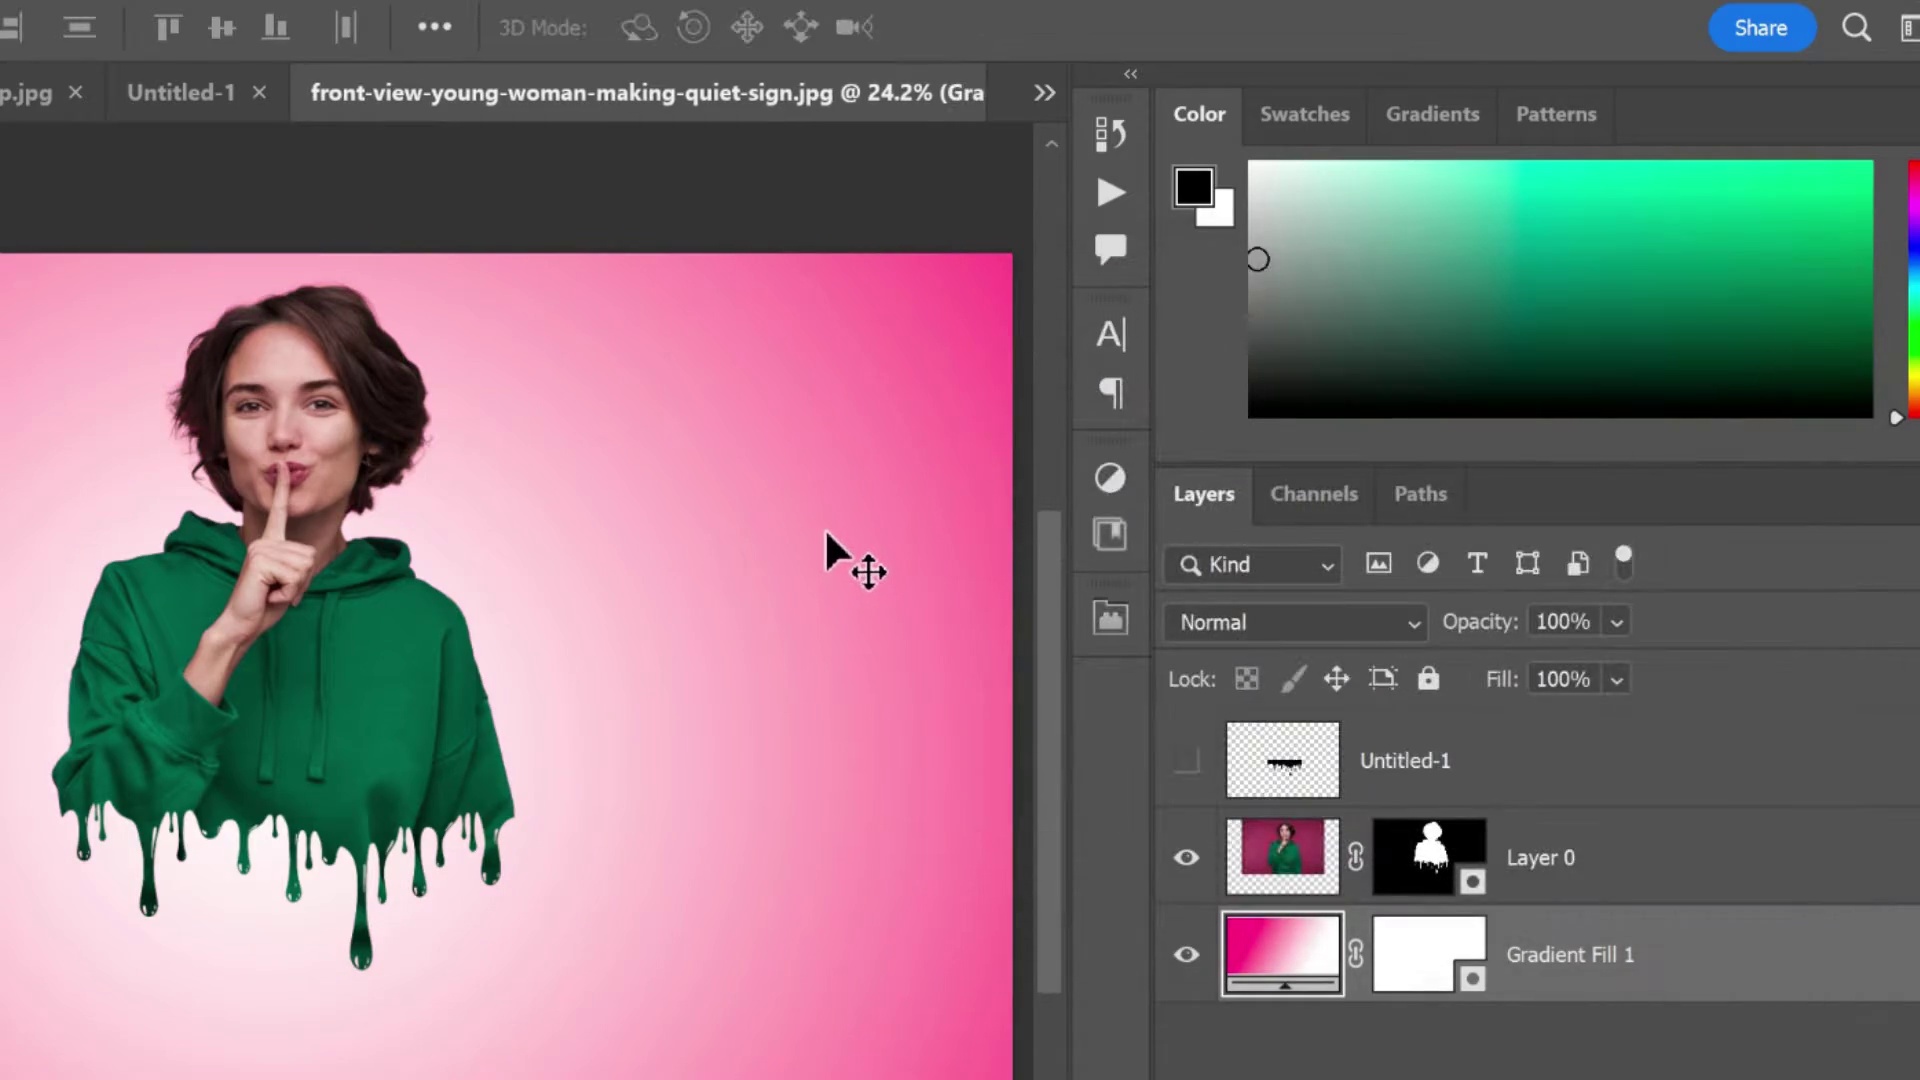 3D Mode:
Share
p.jpg ×
Untitled-1 ×
front-view-young-woman-making-quiet-sign.jpg @ 24.2% (Gra
Color
Swatches
Gradients
Patterns
Layers
Channels
Paths
Kind
Normal
Opacity: 100%
Lock:
Fill: 100%
Untitled-1
Layer 0
Gradient Fill 1